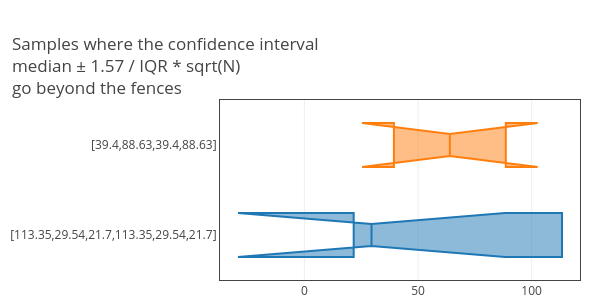 Samples where the confidence interval
median ± 1.57 / IQR * sqrt(N)
go beyond the fences
[39.4,88.63,39.4,88.63]
[113.35,29.54,21.7,113.35,29.54,21.7]
0 50 100